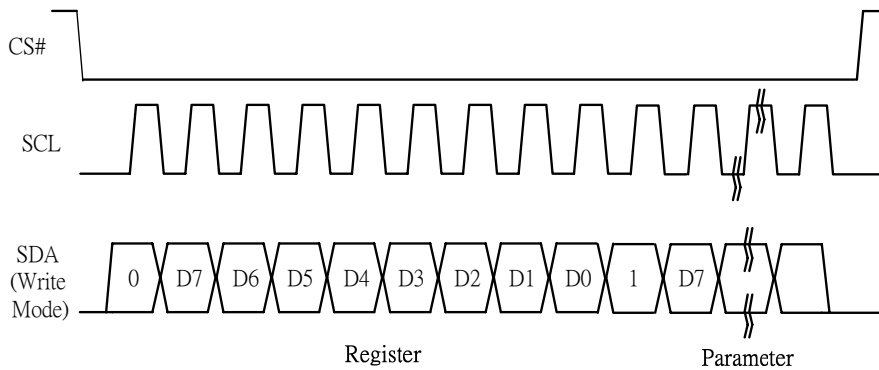 CS#
SCL
SDA
(Write
Mode)
0 D7 D6 D5 D4 D3 D2 D1 D0 1 D7
Register Parameter